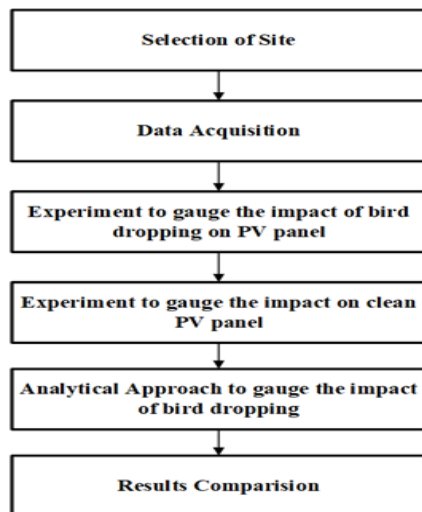 Selection of Site
Data Acquisition
Experiment to gauge the impact of bird
dropping on PV panel
Experiment to gauge the impact on clean
PV panel
Analytical Approach to gauge the impact
of bird dropping
Results Comparision